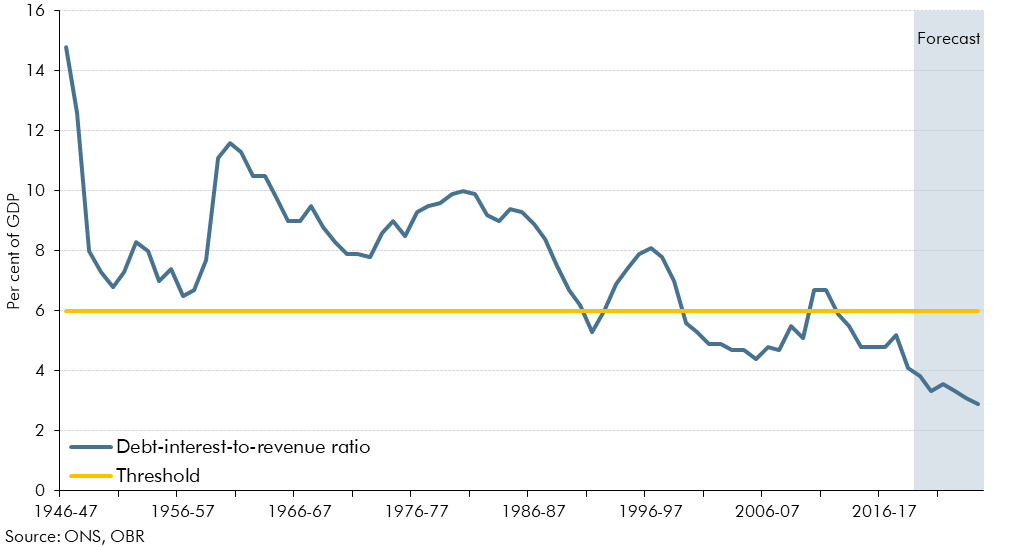 16
14
12
10
8
6
4
2
0
Per cent of GDP
Forecast
Debt-interest-to-revenue ratio
Threshold
1946-47 1956-57 1966-67 1976-77 1986-87 1996-97 2006-07 2016-17
Source: ONS, OBR